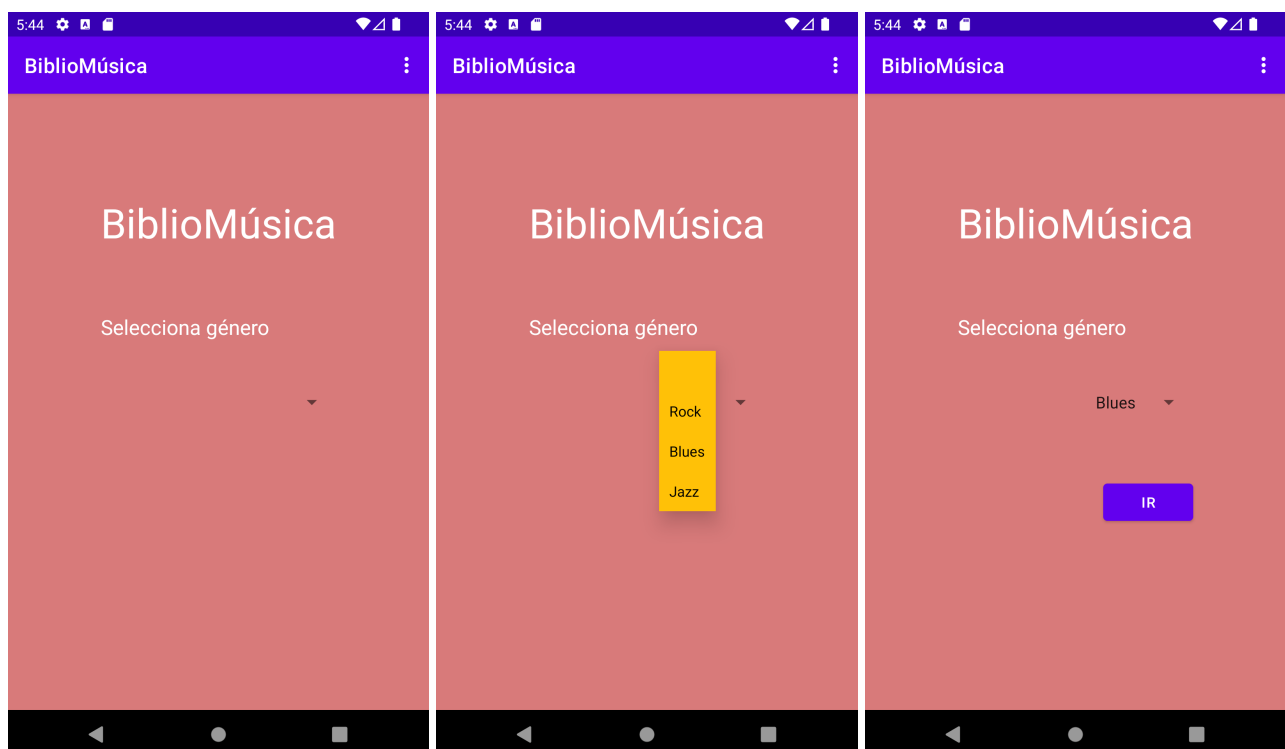 5:44
BiblioMúsica
BiblioMúsica
Selecciona género
5:44
BiblioMúsica
BiblioMúsica
Selecciona género
Rock
Blues
Jazz
5:44
BiblioMúsica
BiblioMúsica
Selecciona género
Blues
IR